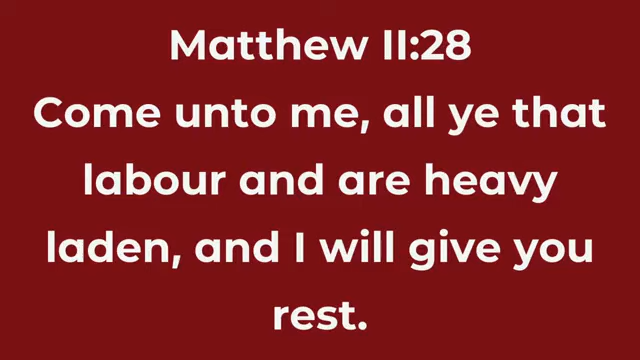 Matthew II:28
Come unto me, all ye that
labour and are heavy
laden, and I will give you
rest.